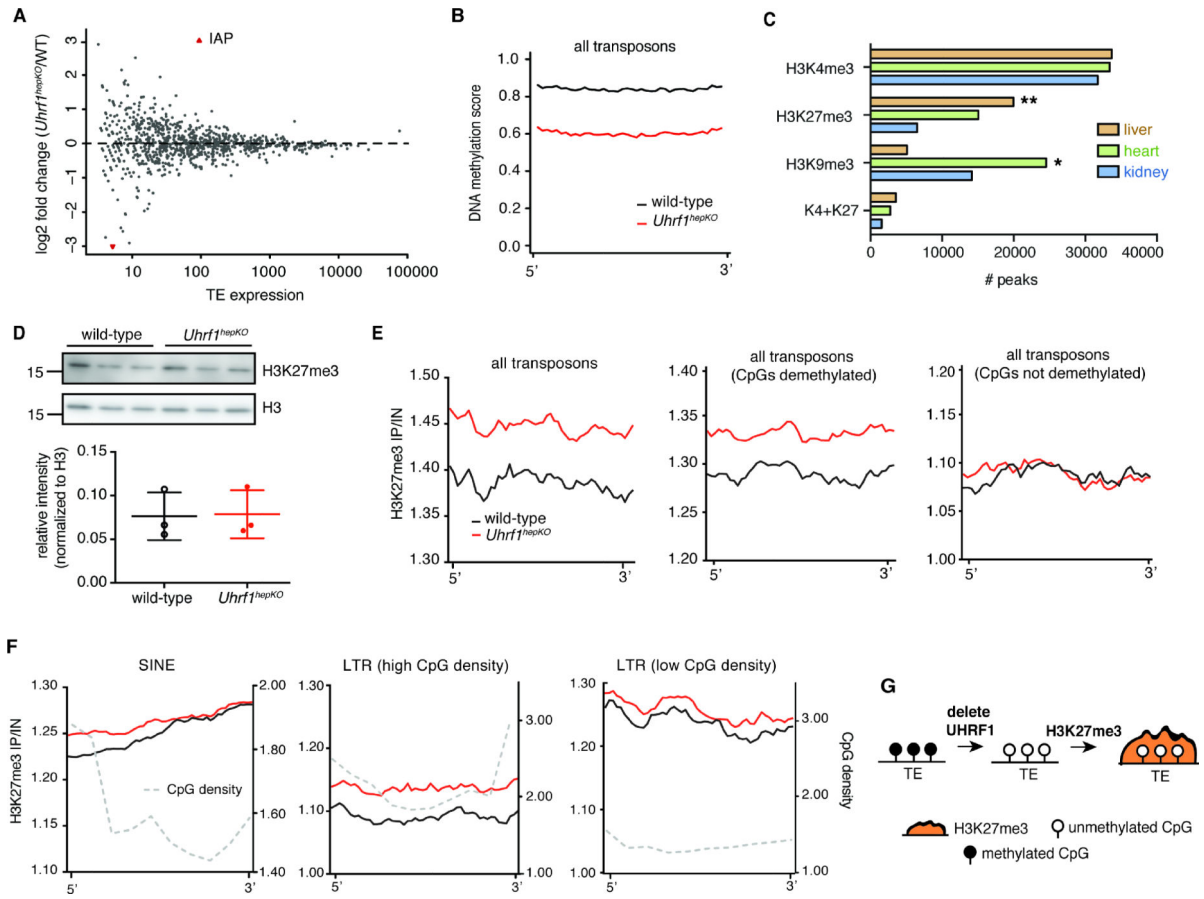 A
log2 fold change (Uhrf1hepKO/WT)
3
2
1
0
−1
−2
−3
IAP
10
100
1000
10000
100000
TE expression
B
all transposons
DNA methylation score
1.0
0.8
0.6
0.4
0.2
0.0
wild-type
Uhrf1hepKO
5’
3’
C
H3K4me3
H3K27me3
H3K9me3
K4+K27
**
*
liver
heart
kidney
0
10000
20000
30000
40000
# peaks
D
wild-type
Uhrf1hepKO
15
H3K27me3
15
H3
relative intensity
(normalized to H3)
0.15
0.10
0.05
0.00
wild-type
Uhrf1hepKO
E
all transposons
H3K27me3 IP/IN
1.50
1.45
1.40
1.35
1.30
wild-type
Uhrf1hepKO
5’
3’
all transposons
(CpGs demethylated)
1.40
1.35
1.30
1.25
1.20
5’
3’
all transposons
(CpGs not demethylated)
1.20
1.15
1.10
1.05
1.00
5’
3’
F
SINE
H3K27me3 IP/IN
1.30
1.25
1.20
1.15
1.10
2.00
1.80
1.60
1.40
CpG density
5’
3’
LTR (high CpG density)
1.30
1.20
1.10
1.00
3.00
2.00
1.00
5’
3’
LTR (low CpG density)
1.30
1.20
1.10
1.00
3.00
2.00
1.00
CpG density
5’
3’
G
delete
UHRF1
H3K27me3
TE
TE
TE
H3K27me3
unmethylated CpG
methylated CpG